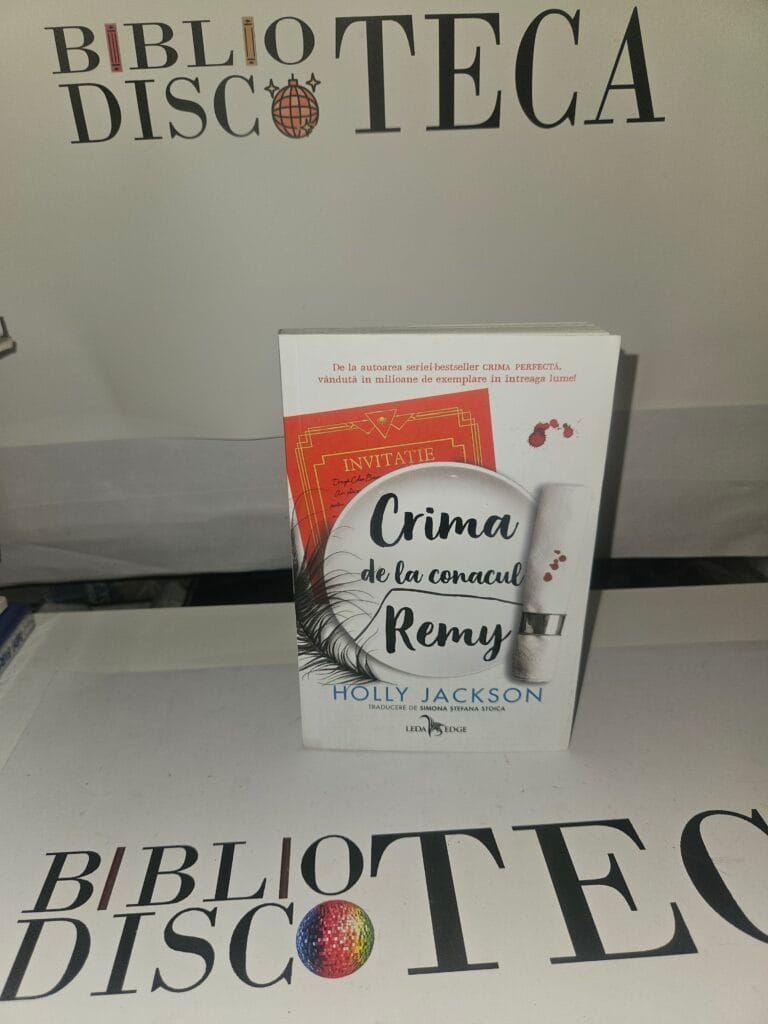 BIBLIO
DISCOTECA
De la autoarea seriei-bestseller CRIMA PERFECTĂ,
vândută în milioane de exemplare în întreaga lume!
INVITAȚIE
Crima
de la conacul
Remy
HOLLY JACKSON
TRADUCERE DE SIMONA ȘTEFANA STOICA
LEDA EDGE
BIBLIO
DISCOTEC